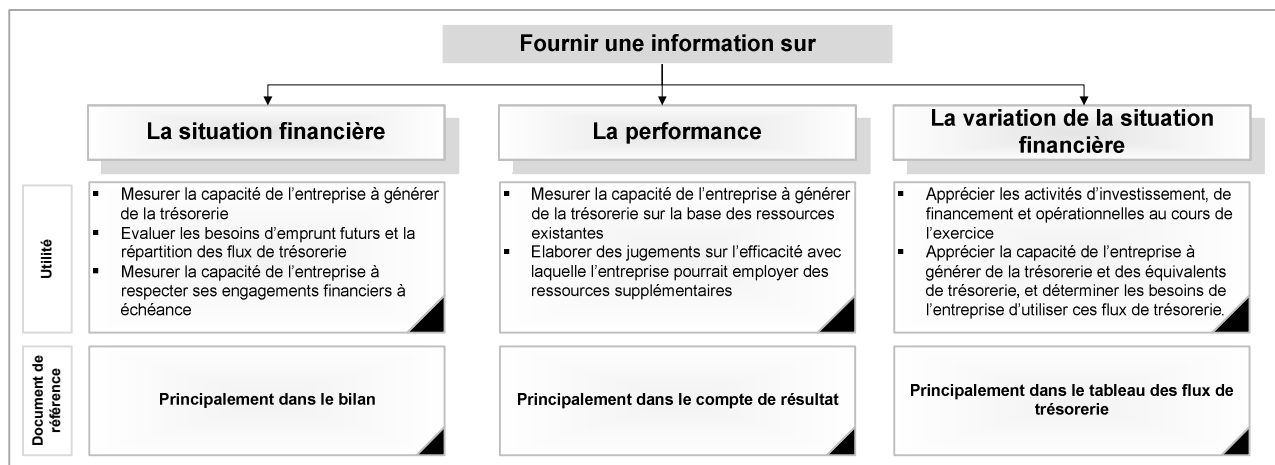 Fournir une information sur
La situation financière
La performance
La variation de la situation
financière
Utilité
▪ Mesurer la capacité de l'entreprise à générer
de la trésorerie
▪ Evaluer les besoins d'emprunt futurs et la
répartition des flux de trésorerie
▪ Mesurer la capacité de l'entreprise à
respecter ses engagements financiers à
échéance
▪ Mesurer la capacité de l'entreprise à générer
de la trésorerie sur la base des ressources
existantes
▪ Elaborer des jugements sur l'efficacité avec
laquelle l'entreprise pourrait employer des
ressources supplémentaires
▪ Apprécier les activités d'investissement, de
financement et opérationnelles au cours de
l'exercice
▪ Apprécier la capacité de l'entreprise à
générer de la trésorerie et des équivalents
de trésorerie, et déterminer les besoins de
l'entreprise d'utiliser ces flux de trésorerie.
Document de
référence
Principalement dans le bilan
Principalement dans le compte de résultat
Principalement dans le tableau des flux de
trésorerie